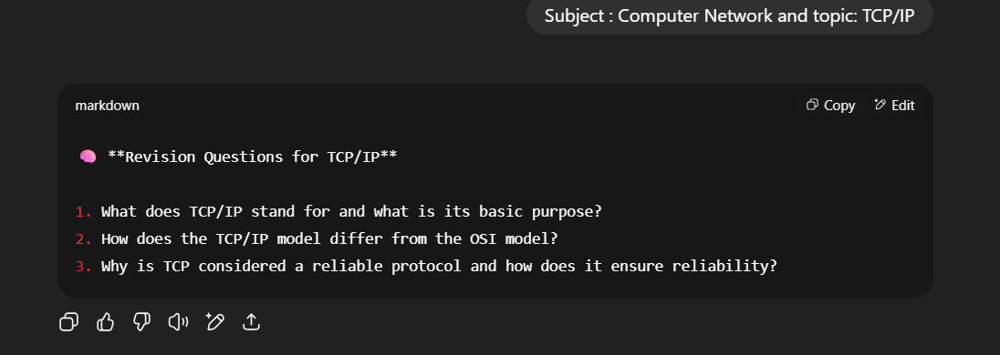 Subject : Computer Network and topic: TCP/IP
markdown
Copy
Edit
🧠 **Revision Questions for TCP/IP**
1. What does TCP/IP stand for and what is its basic purpose?
2. How does the TCP/IP model differ from the OSI model?
3. Why is TCP considered a reliable protocol and how does it ensure reliability?